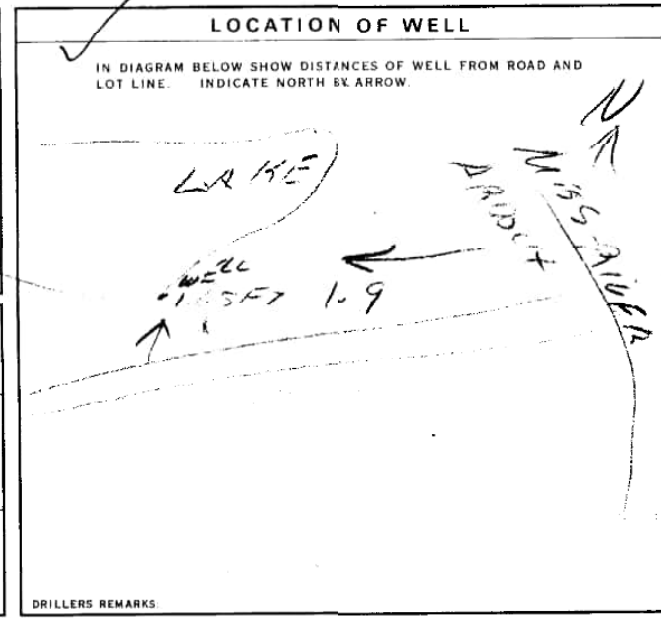 LOCATION OF WELL
IN DIAGRAM BELOW SHOW DISTANCES OF WELL FROM ROAD AND
LOT LINE. INDICATE NORTH BY ARROW.
N
LAKE
MISS RIVER
WELL
1.9
DRILLERS REMARKS: